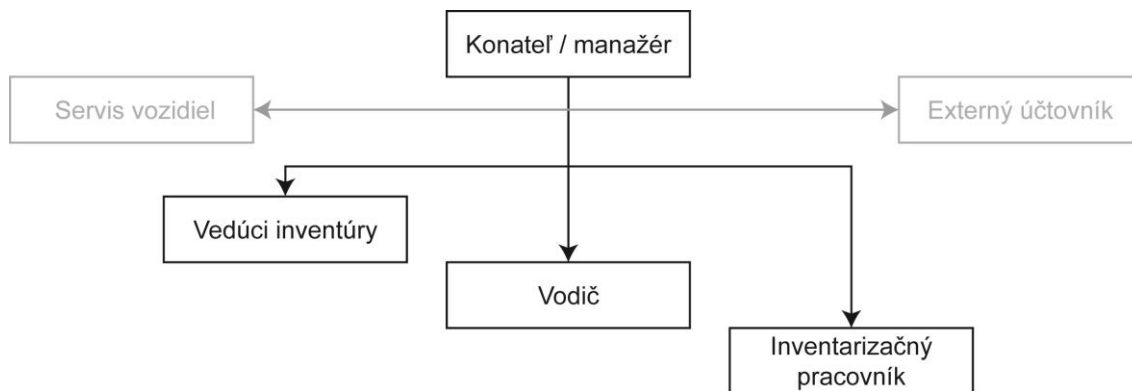 Konateľ / manažér
Servis vozidiel
Externý účtovník
Vedúci inventúry
Vodič
Inventarizačný
pracovník